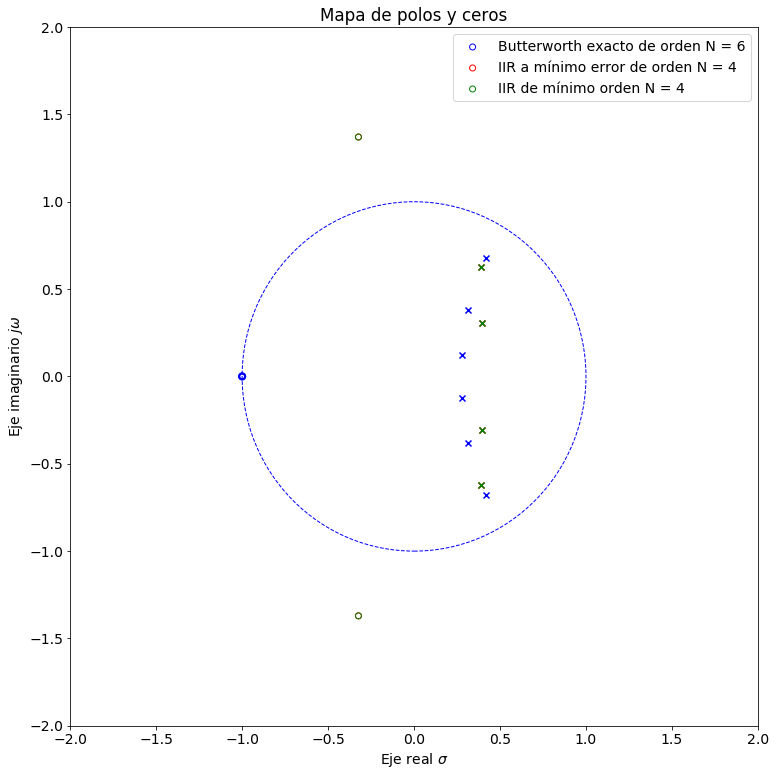 Mapa de polos y ceros
Butterworth exacto de orden N = 6
IIR a mínimo error de orden N = 4
IIR de mínimo orden N = 4
2.0
1.5
1.0
0.5
0.0
−0.5
−1.0
−1.5
−2.0
Eje imaginario jω
−2.0 −1.5 −1.0 −0.5 0.0 0.5 1.0 1.5 2.0
Eje real σ